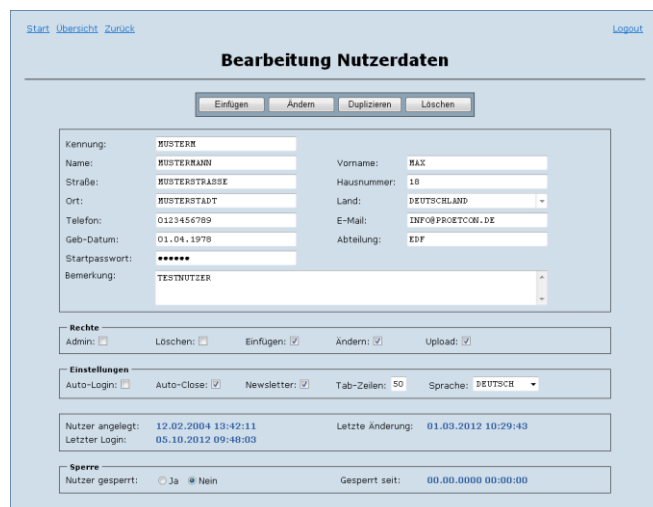 Start Übersicht Zurück Logout
Bearbeitung Nutzerdaten
Einfügen Ändern Duplizieren Löschen
Kennung: MUSTERM
Name: MUSTERMANN Vorname: MAX
Straße: MUSTERSTRASSE Hausnummer: 18
Ort: MUSTERSTADT Land: DEUTSCHLAND
Telefon: 0123456789 E-Mail: INFO@PROETCON.DE
Geb-Datum: 01.04.1978 Abteilung: EDF
Startpasswort: ●●●●●●
Bemerkung: TESTNUTZER
Rechte
Admin: Löschen: Einfügen: Ändern: Upload:
Einstellungen
Auto-Login: Auto-Close: Newsletter: Tab-Zeilen: 50 Sprache: DEUTSCH
Nutzer angelegt: 12.02.2004 13:42:11 Letzte Änderung: 01.03.2012 10:29:43
Letzter Login: 05.10.2012 09:48:03
Sperre
Nutzer gesperrt: Ja Nein Gesperrt seit: 00.00.0000 00:00:00